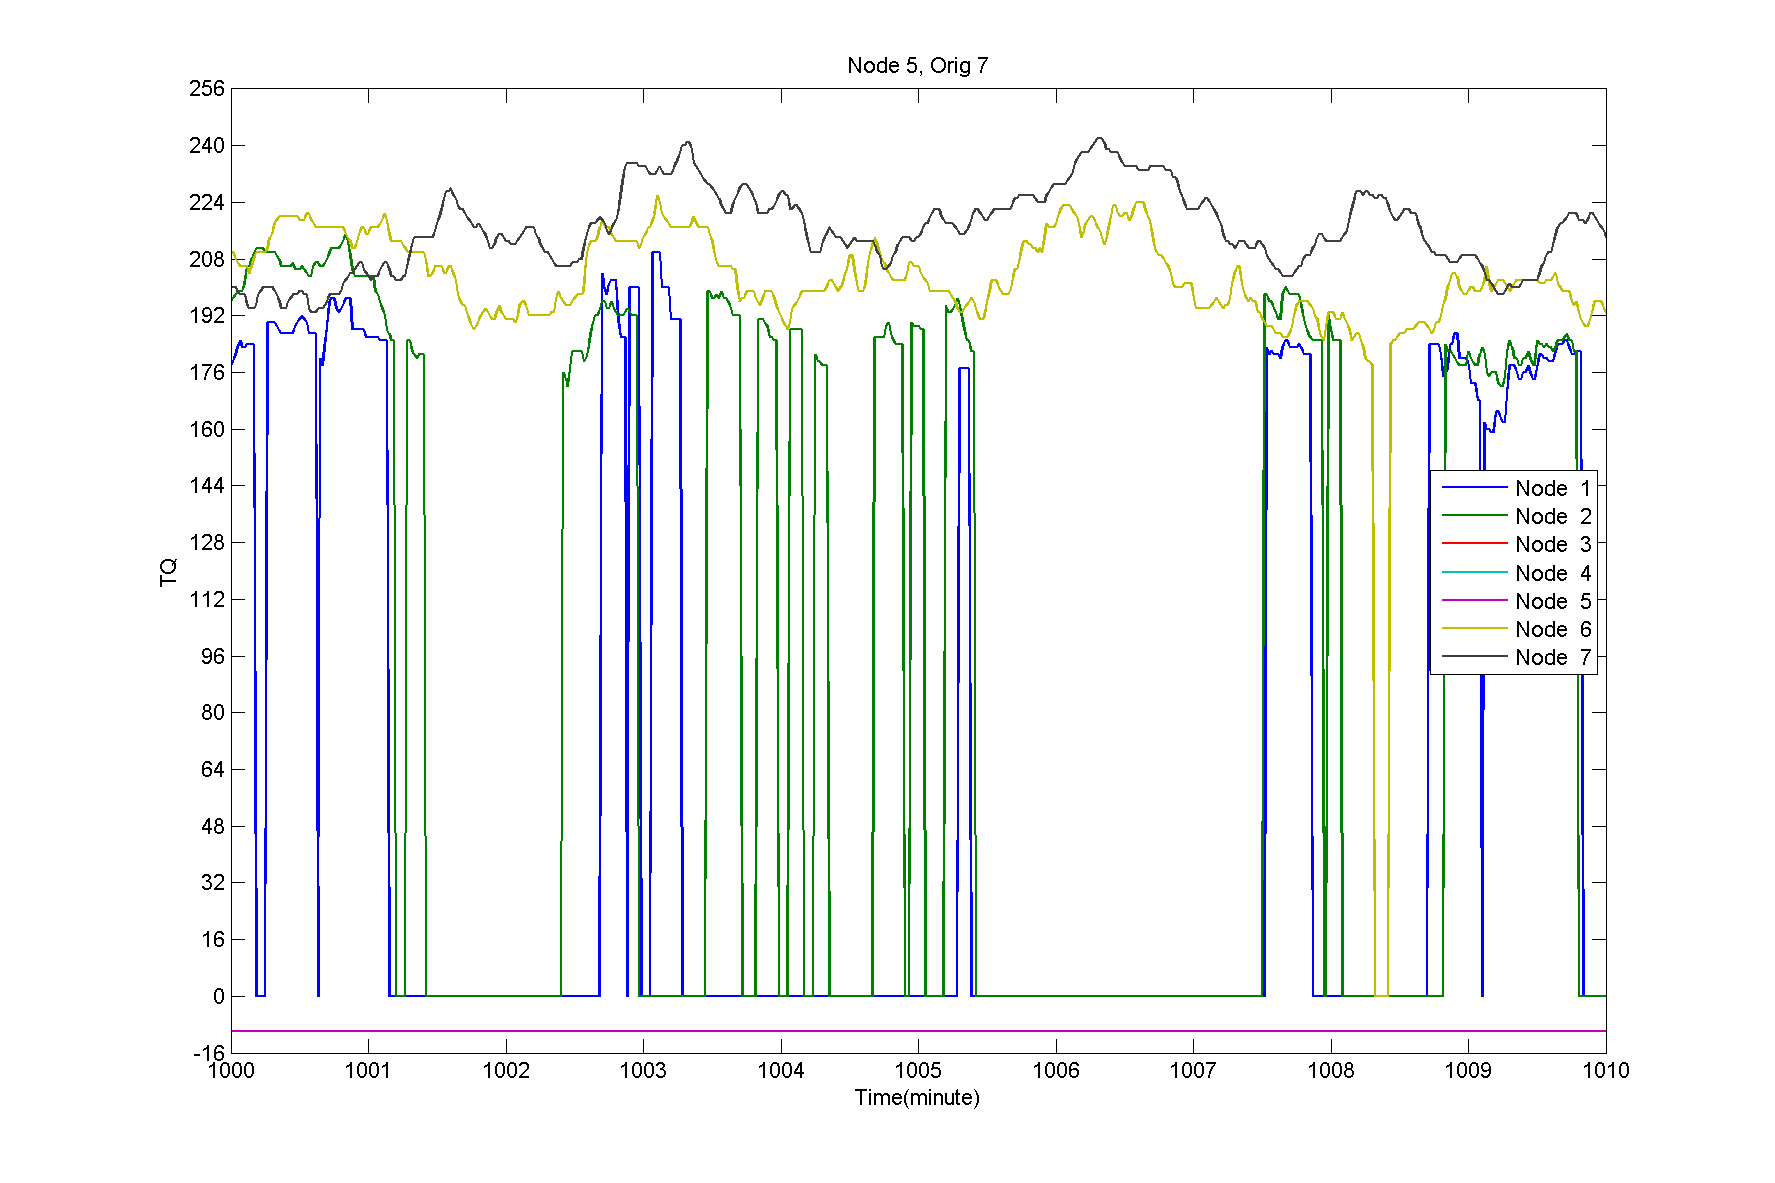 Node 5, Orig 7
256
240
224
208
192
176
160
144
128
112
96
80
64
48
32
16
0
-16
TQ
Node 1
Node 2
Node 3
Node 4
Node 5
Node 6
Node 7
1000 1001 1002 1003 1004 1005 1006 1007 1008 1009 1010
Time(minute)